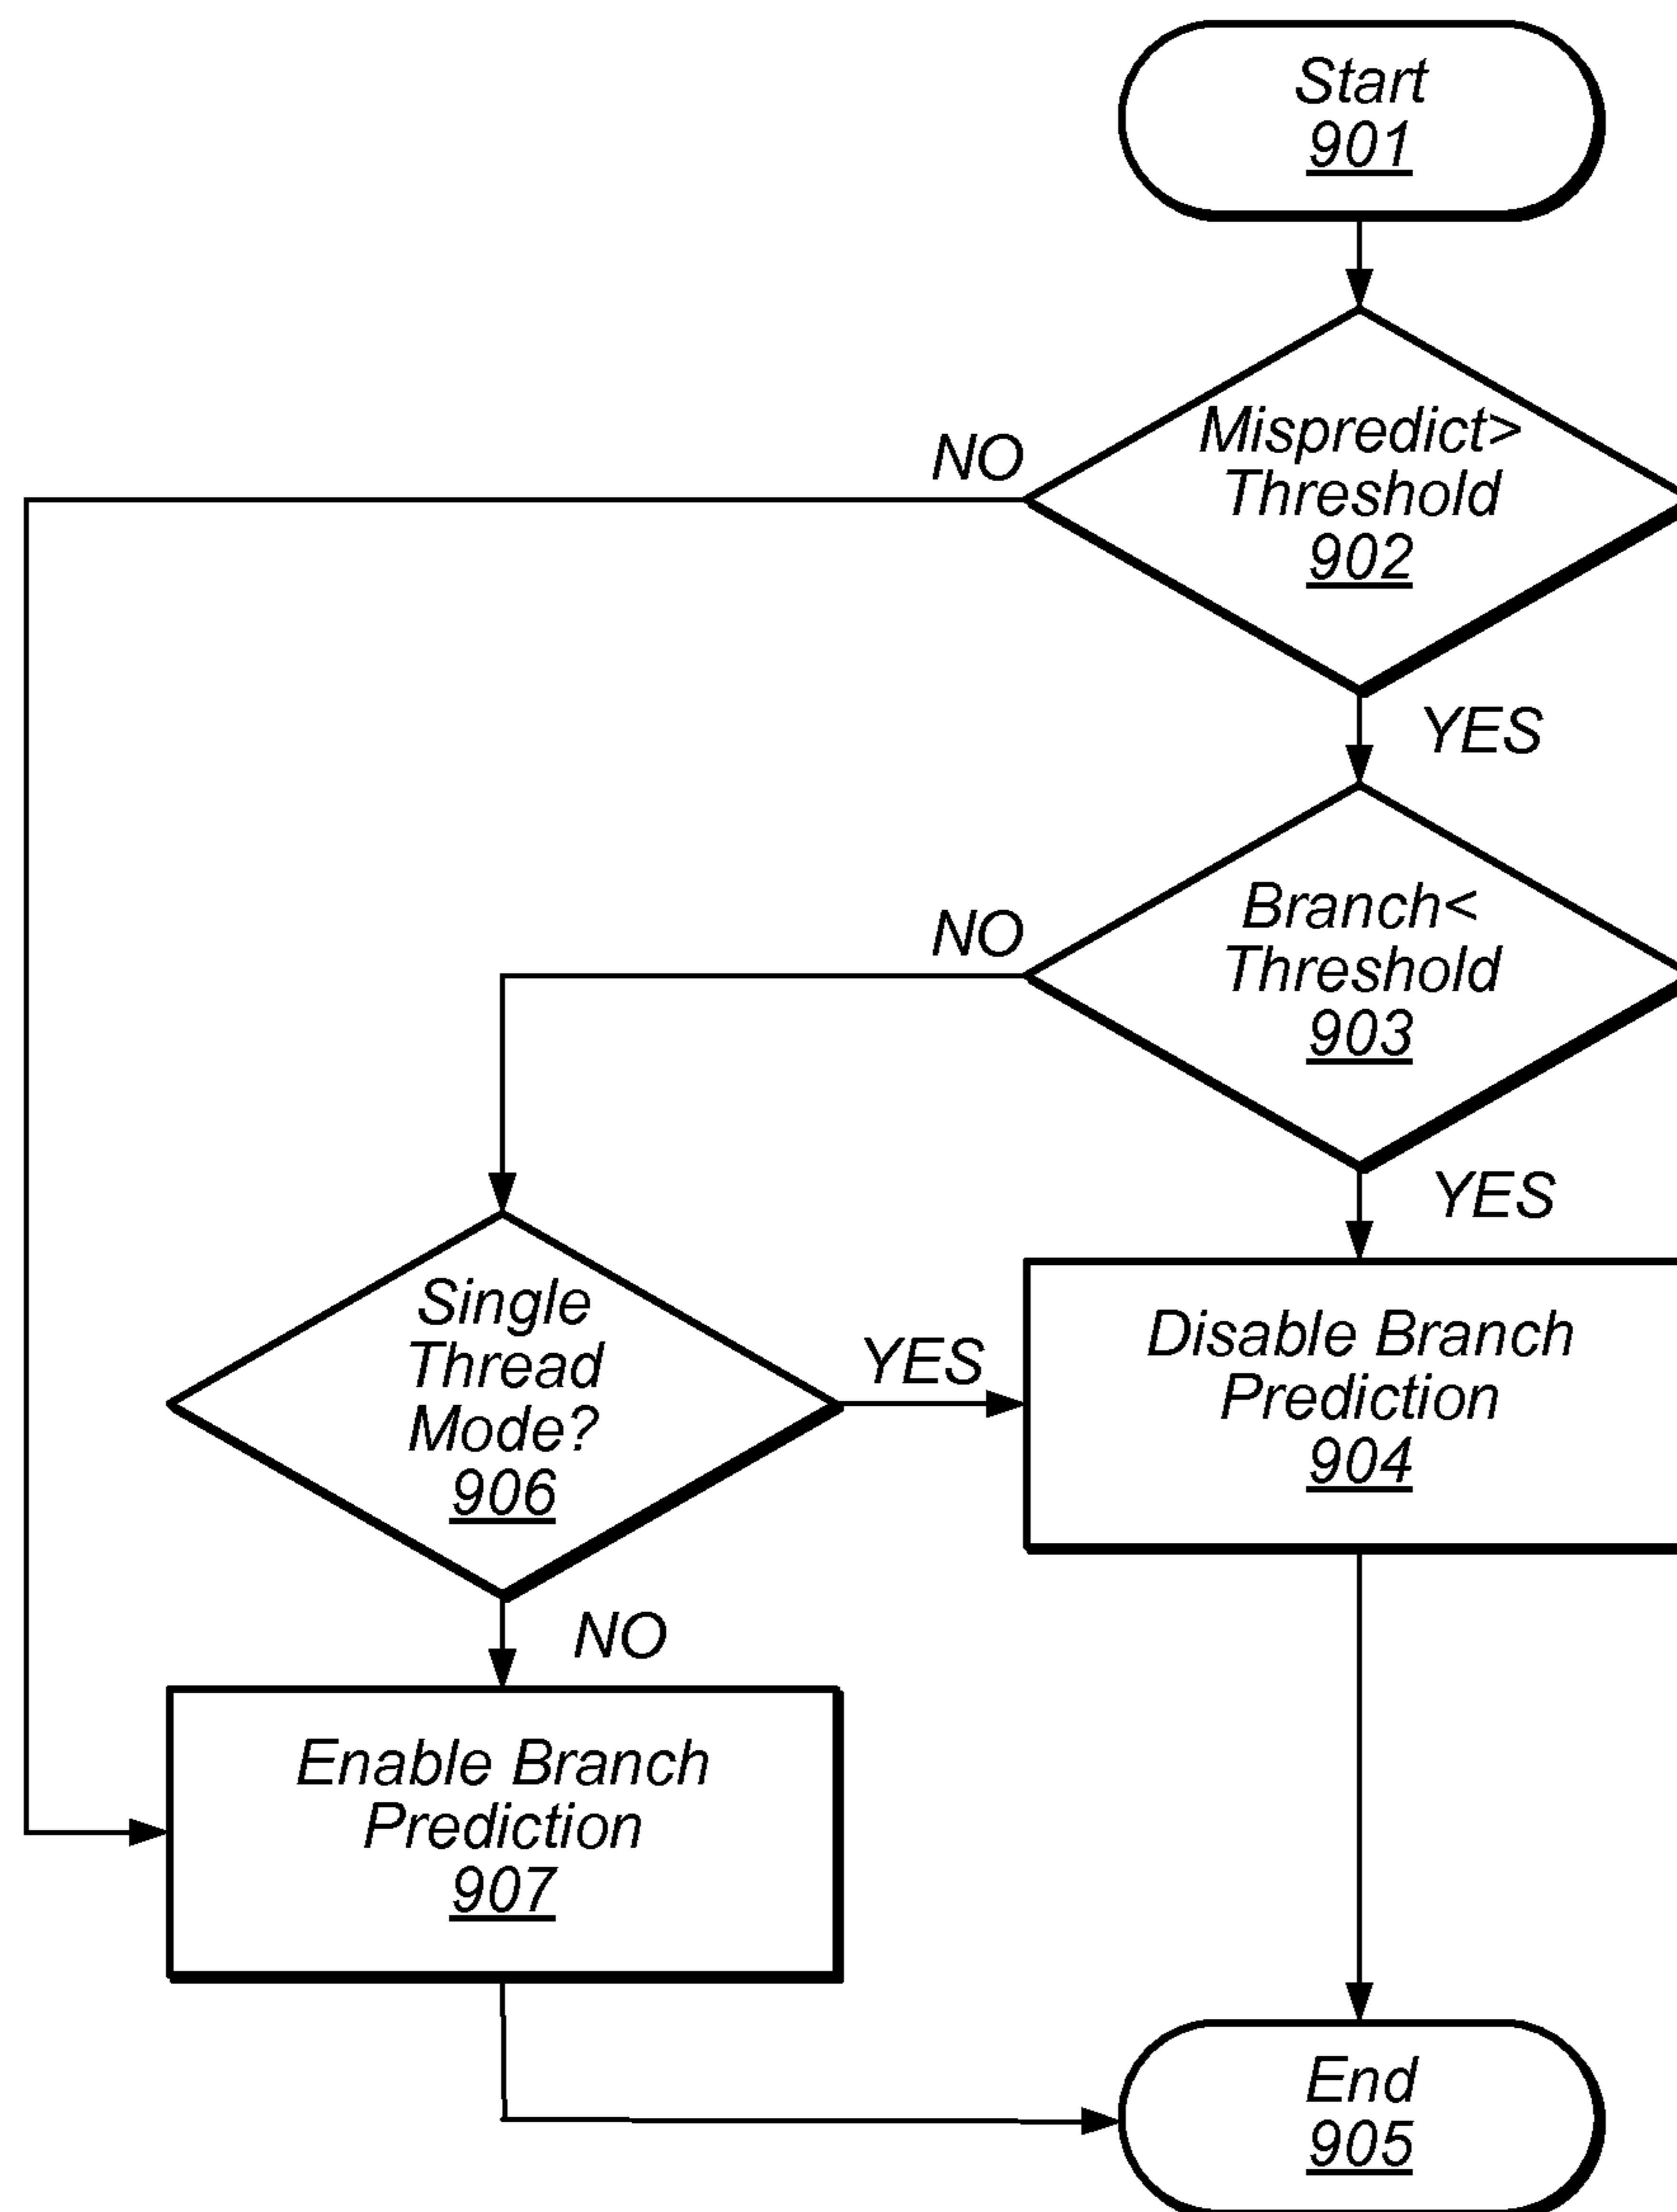 Start
901
Mispredict>
Threshold
902
NO
YES
Branch<
Threshold
903
NO
YES
Single
Thread
Mode?
906
YES
NO
Disable Branch
Prediction
904
Enable Branch
Prediction
907
End
905